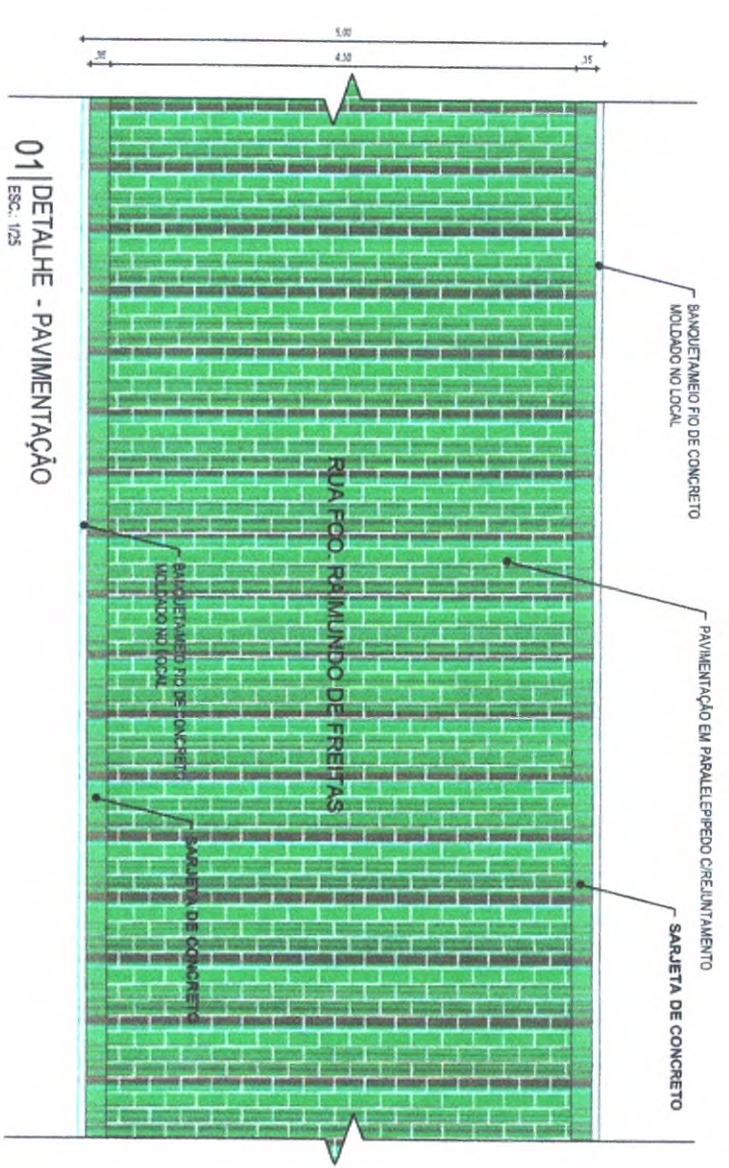 5,00
4,30
,35
,35
BANQUETA/MEIO FIO DE CONCRETO
MOLDADO NO LOCAL
PAVIMENTAÇÃO EM PARALELEPIPEDO C/REJUNTAMENTO
SARJETA DE CONCRETO
RUA FCO. RAIMUNDO DE FREITAS
BANQUETA/MEIO FIO DE CONCRETO
MOLDADO NO LOCAL
SARJETA DE CONCRETO
01 DETALHE - PAVIMENTAÇÃO
ESC.: 1/25